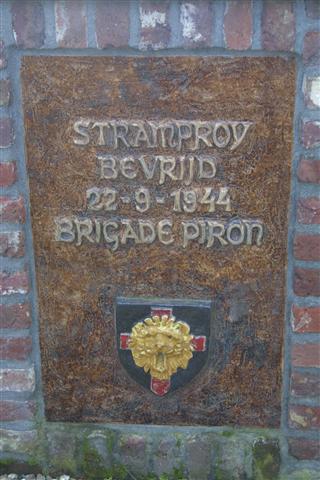 STRAMPROY
BEVRIJD
22-9-1944
BRIGADE PIRON